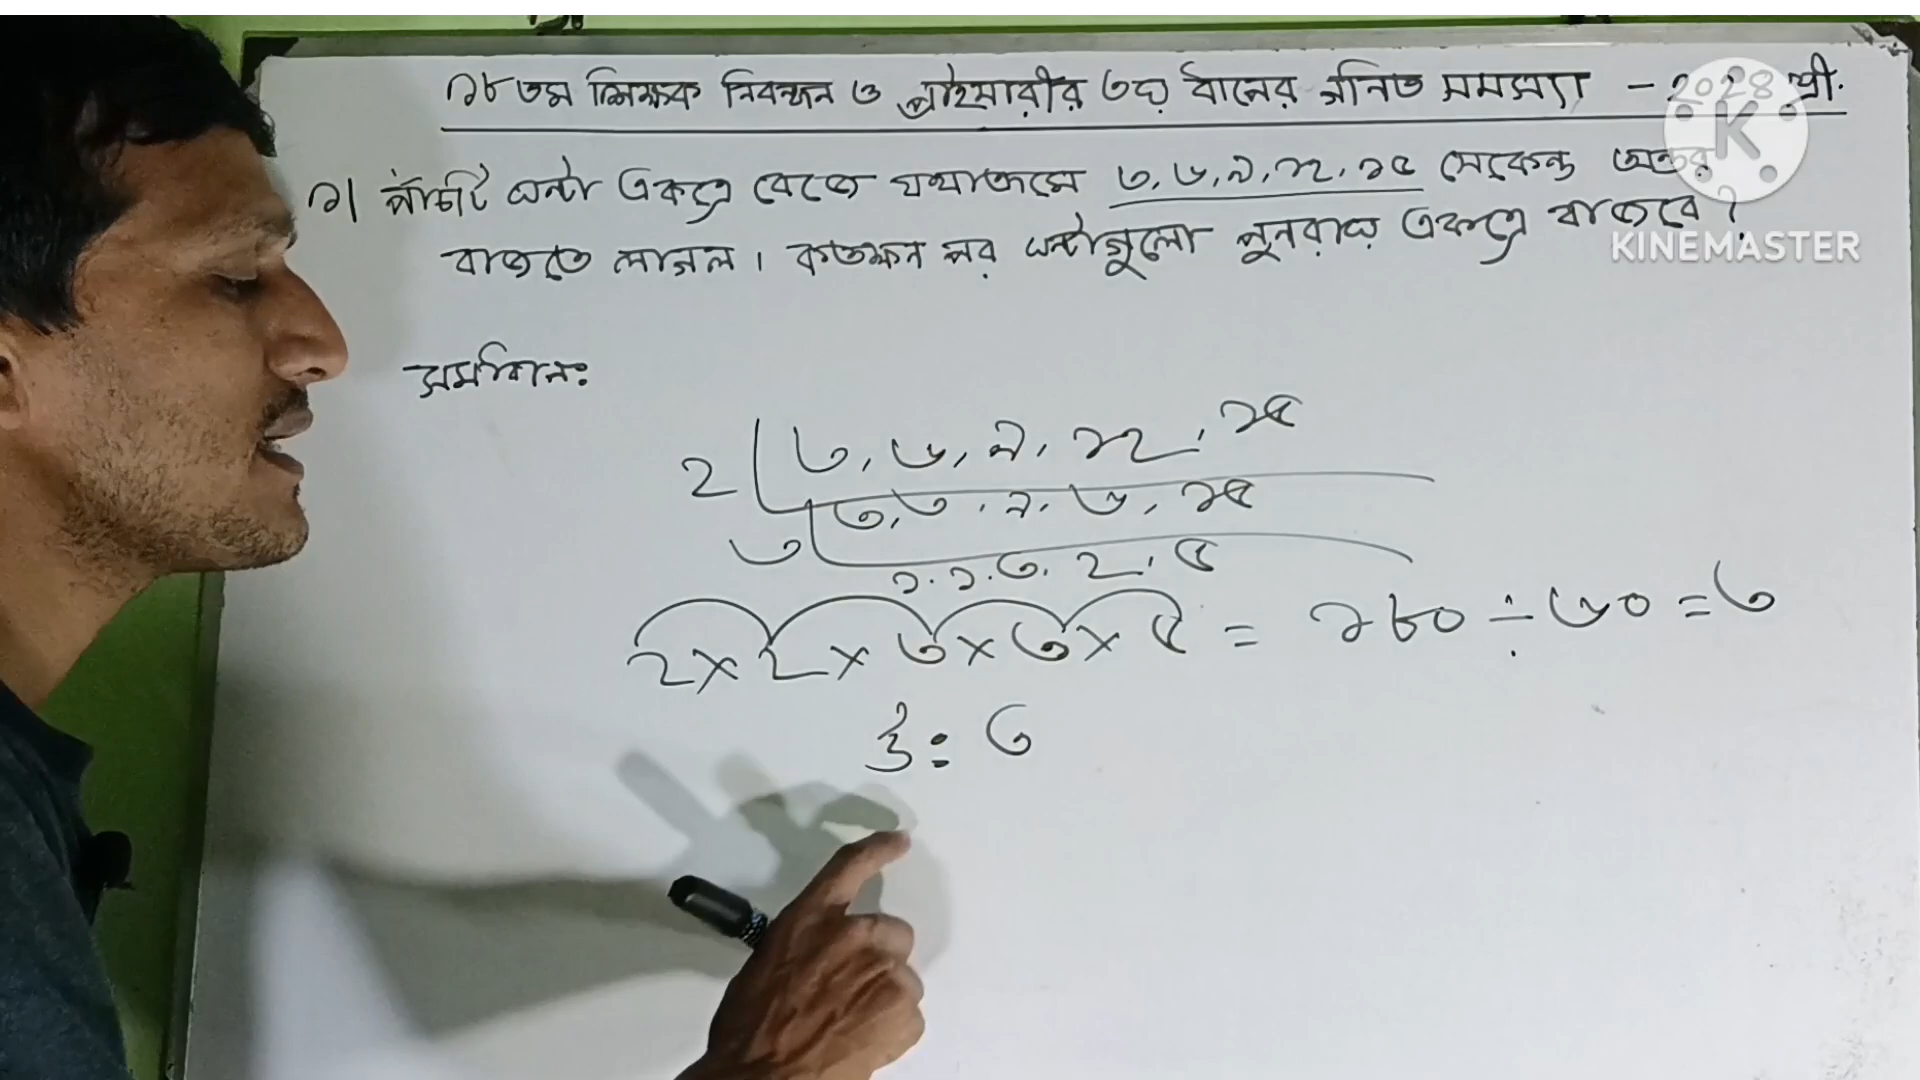 ১৮ তম শিক্ষক নিবন্ধন ও প্রাইমারীর ৩য় ধাপের গনিত সমস্যা - ২০২৪ খ্রী.
১। পাঁচটি ঘন্টা একত্রে বেজে যথাক্রমে ৩, ৬, ৯, ১২, ১৫ সেকেন্ড অন্তর
বাজতে লাগল। কতক্ষন পর ঘন্টাগুলো পুনরায় একত্রে বাজবে?
KINEMASTER
সমাধান:
২ ৩, ৬, ৯, ১২, ১৫
৩ ৩, ৩, ৯, ৬, ১৫
১, ১, ৩, ২, ৫
২ × ২ × ৩ × ৩ × ৫ = ১৮০ ÷ ৬০ = ৩
উ: ৩